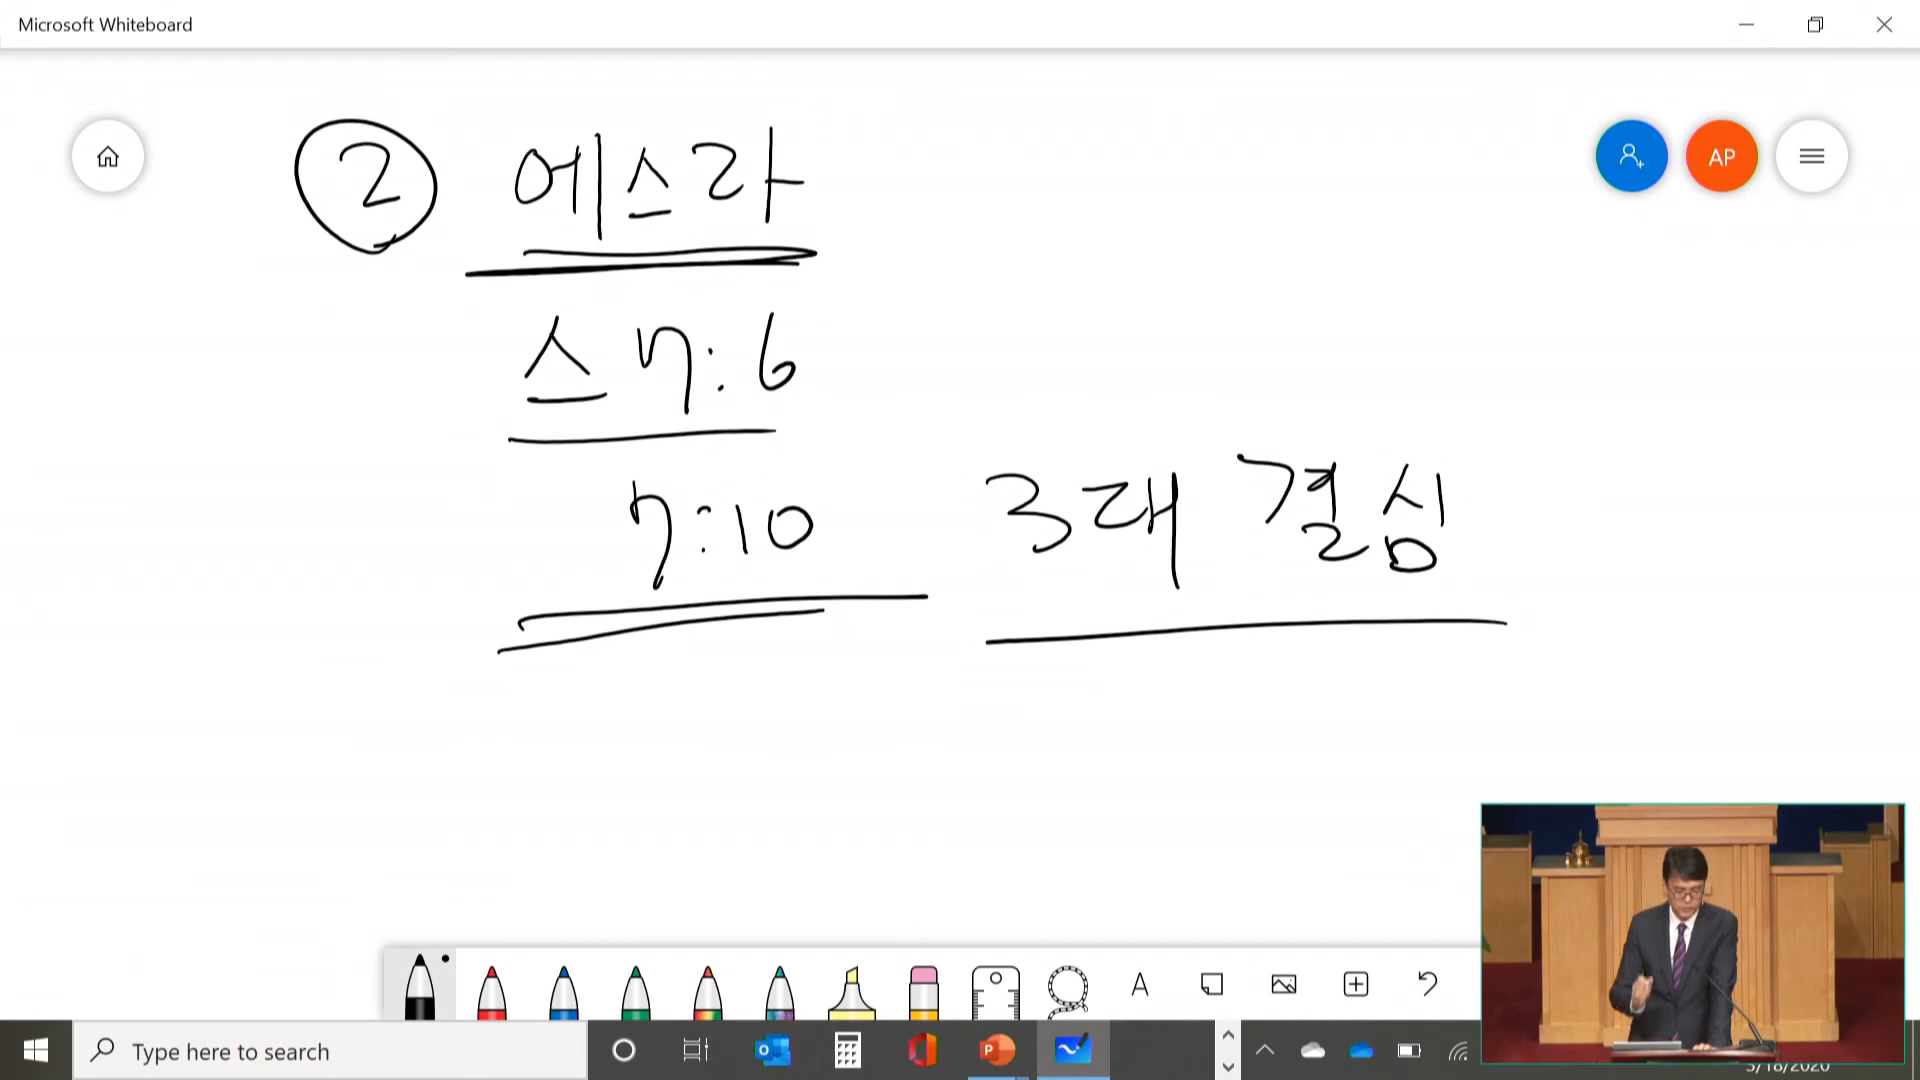 Microsoft Whiteboard
② 에스라
AP
스 7:6
7:10 3대 결심
A
Type here to search